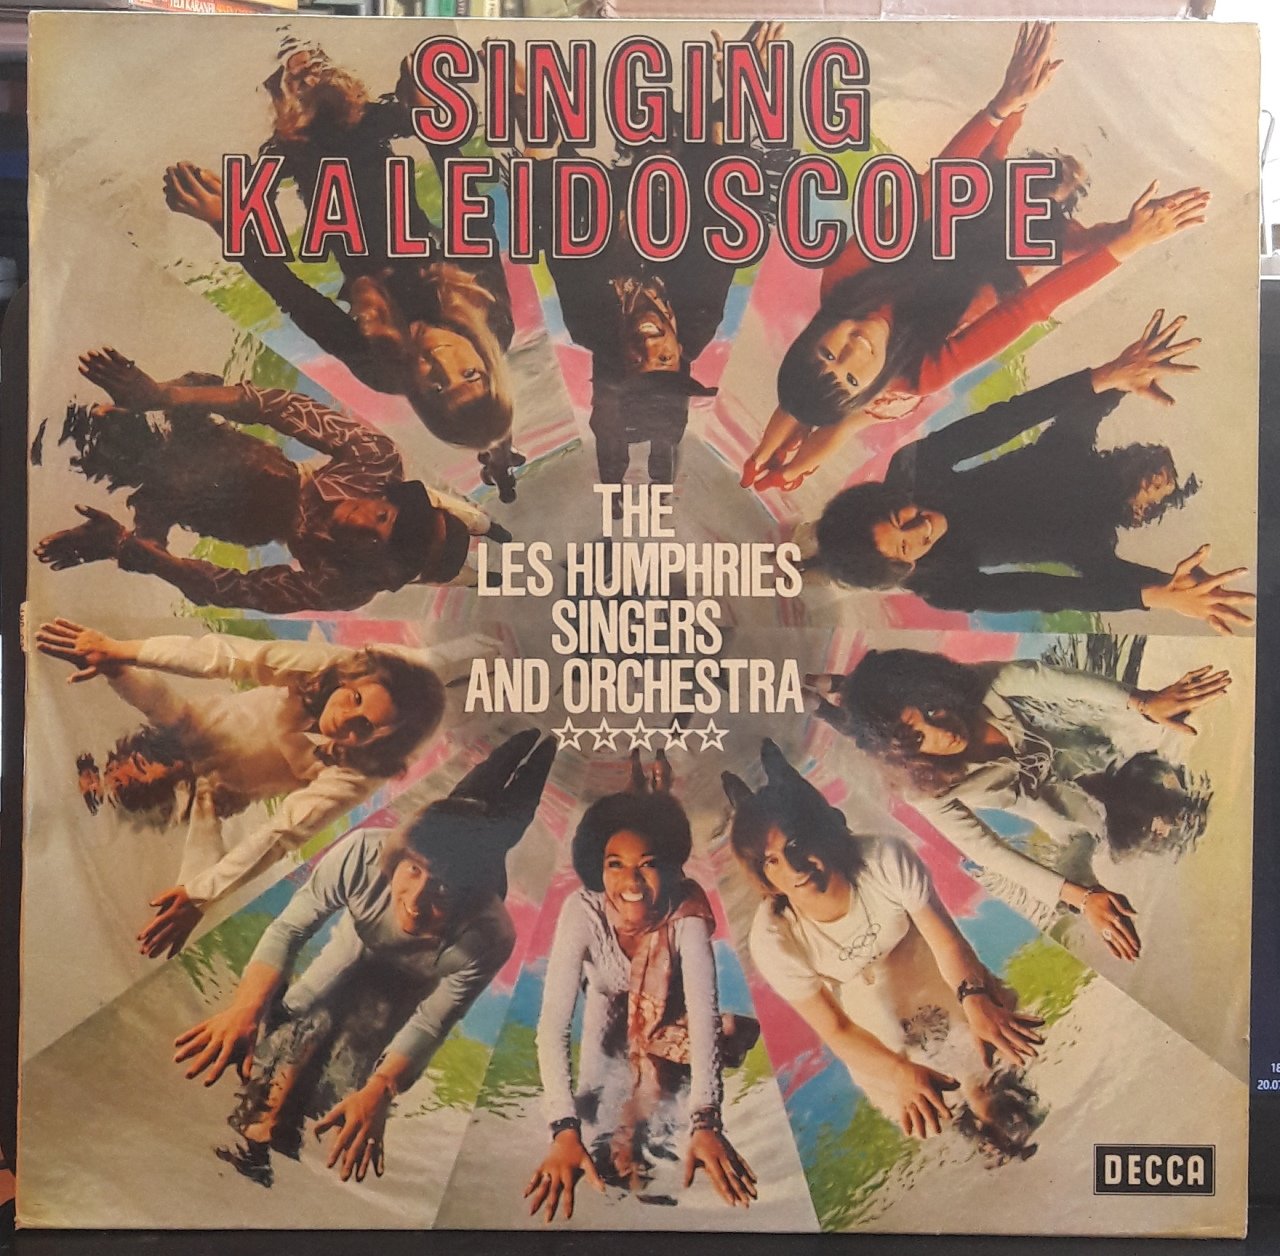 SINGING
KALEIDOSCOPE
THE
LES HUMPHRIES
SINGERS
AND ORCHESTRA
DECCA